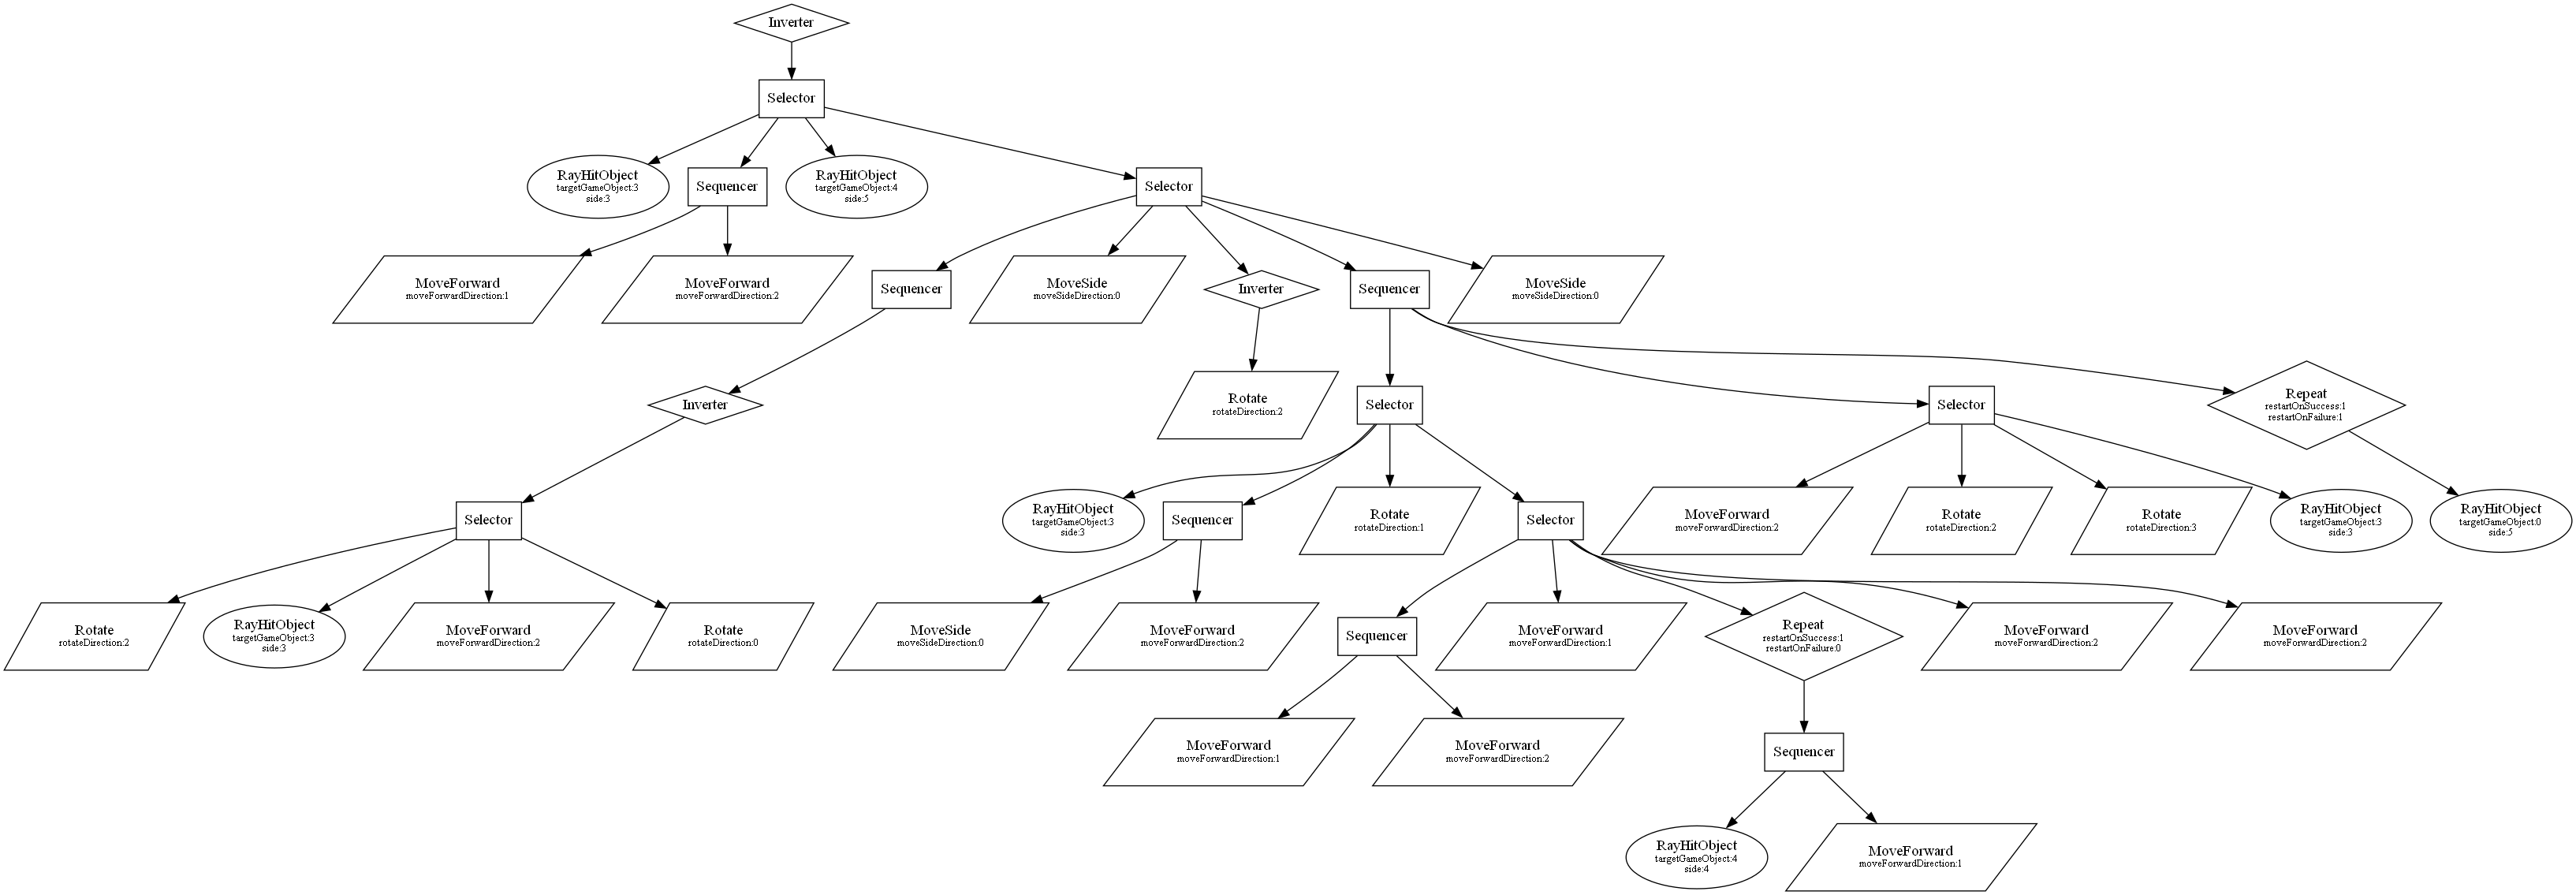 Inverter
Selector
RayHitObject
targetGameObject:3
side:3
Sequencer
RayHitObject
targetGameObject:4
side:5
Selector
MoveForward
moveForwardDirection:1
MoveForward
moveForwardDirection:2
Sequencer
MoveSide
moveSideDirection:0
Inverter
Sequencer
MoveSide
moveSideDirection:0
Inverter
Rotate
rotateDirection:2
Selector
Selector
Repeat
restartOnSuccess:1
restartOnFailure:1
Selector
RayHitObject
targetGameObject:3
side:3
Sequencer
Rotate
rotateDirection:1
Selector
MoveForward
moveForwardDirection:2
Rotate
rotateDirection:2
Rotate
rotateDirection:3
RayHitObject
targetGameObject:3
side:3
RayHitObject
targetGameObject:0
side:5
Rotate
rotateDirection:2
RayHitObject
targetGameObject:3
side:3
MoveForward
moveForwardDirection:2
Rotate
rotateDirection:0
MoveSide
moveSideDirection:0
MoveForward
moveForwardDirection:2
Sequencer
MoveForward
moveForwardDirection:1
Repeat
restartOnSuccess:1
restartOnFailure:0
MoveForward
moveForwardDirection:2
MoveForward
moveForwardDirection:2
MoveForward
moveForwardDirection:1
MoveForward
moveForwardDirection:2
Sequencer
RayHitObject
targetGameObject:4
side:4
MoveForward
moveForwardDirection:1